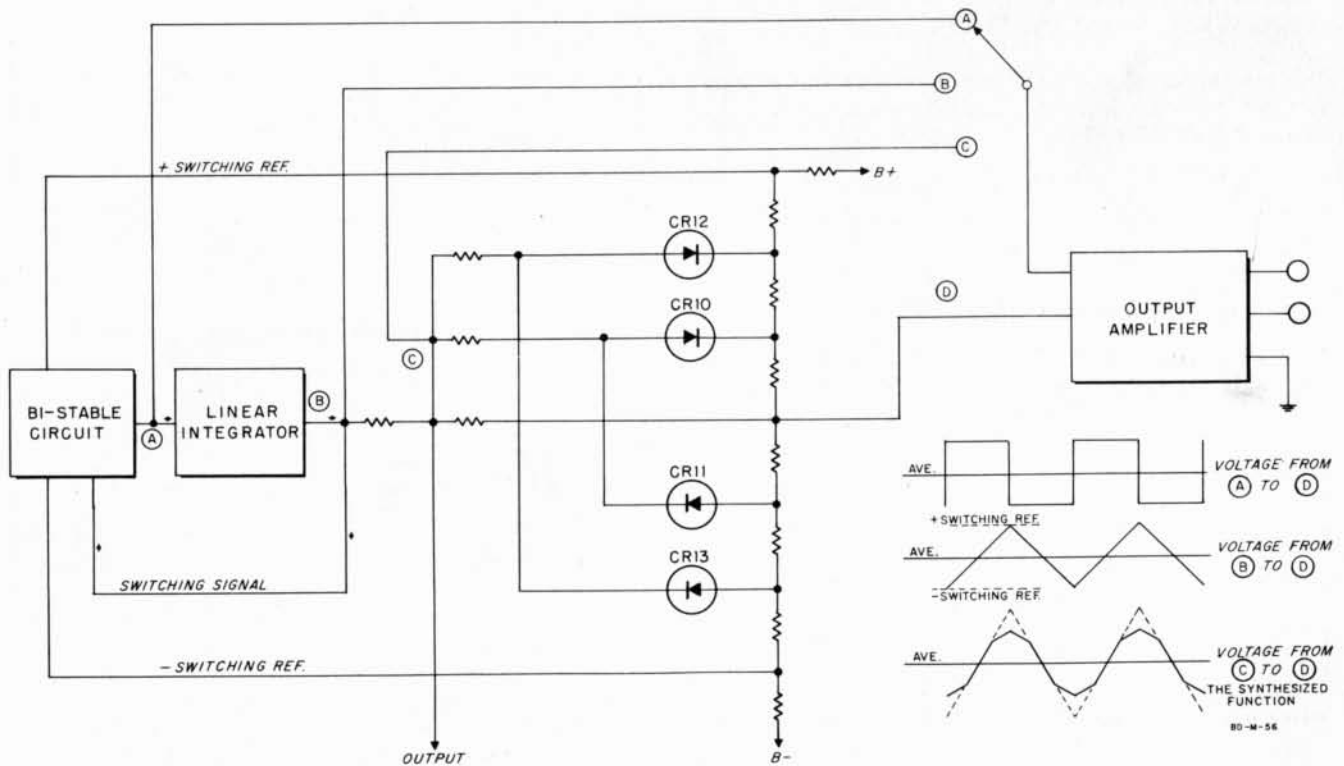 A
B
C
+ SWITCHING REF.
B+
CR12
CR10
D
OUTPUT
AMPLIFIER
C
BI-STABLE
CIRCUIT
A
LINEAR
INTEGRATOR
B
CR11
CR13
SWITCHING SIGNAL
- SWITCHING REF.
OUTPUT
B-
AVE.
VOLTAGE FROM
A TO D
+SWITCHING REF.
AVE.
VOLTAGE FROM
B TO D
-SWITCHING REF.
AVE.
VOLTAGE FROM
C TO D
THE SYNTHESIZED
FUNCTION
BD-M-56